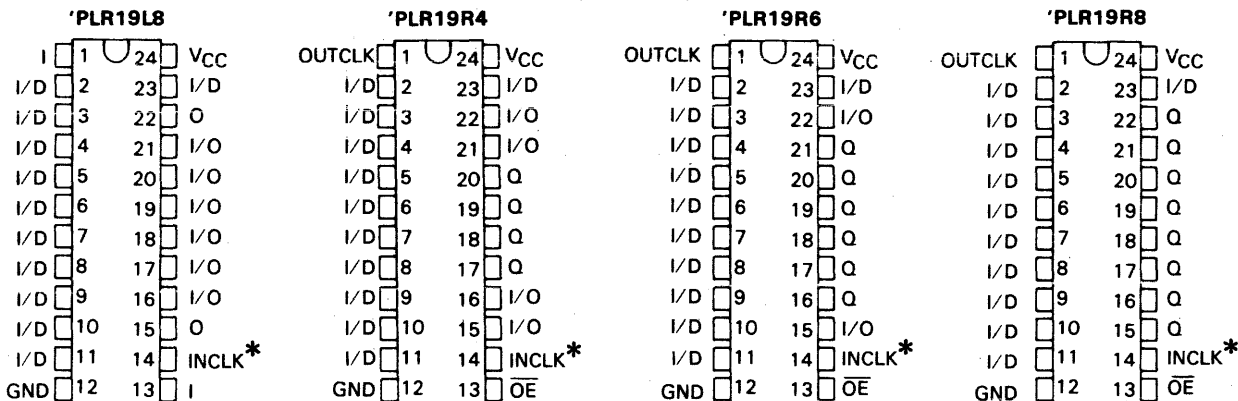 'PLR19L8 'PLR19R4 'PLR19R6 'PLR19R8
I 1 24 VCC OUTCLK 1 24 VCC OUTCLK 1 24 VCC OUTCLK 1 24 VCC
I/D 2 23 I/D I/D 2 23 I/D I/D 2 23 I/D I/D 2 23 I/D
I/D 3 22 O I/D 3 22 I/O I/D 3 22 I/O I/D 3 22 Q
I/D 4 21 I/O I/D 4 21 I/O I/D 4 21 Q I/D 4 21 Q
I/D 5 20 I/O I/D 5 20 Q I/D 5 20 Q I/D 5 20 Q
I/D 6 19 I/O I/D 6 19 Q I/D 6 19 Q I/D 6 19 Q
I/D 7 18 I/O I/D 7 18 Q I/D 7 18 Q I/D 7 18 Q
I/D 8 17 I/O I/D 8 17 Q I/D 8 17 Q I/D 8 17 Q
I/D 9 16 I/O I/D 9 16 I/O I/D 9 16 Q I/D 9 16 Q
I/D 10 15 O I/D 10 15 I/O I/D 10 15 I/O I/D 10 15 Q
I/D 11 14 INCLK* I/D 11 14 INCLK* I/D 11 14 INCLK* I/D 11 14 INCLK*
GND 12 13 I GND 12 13 O̅E̅ GND 12 13 O̅E̅ GND 12 13 O̅E̅